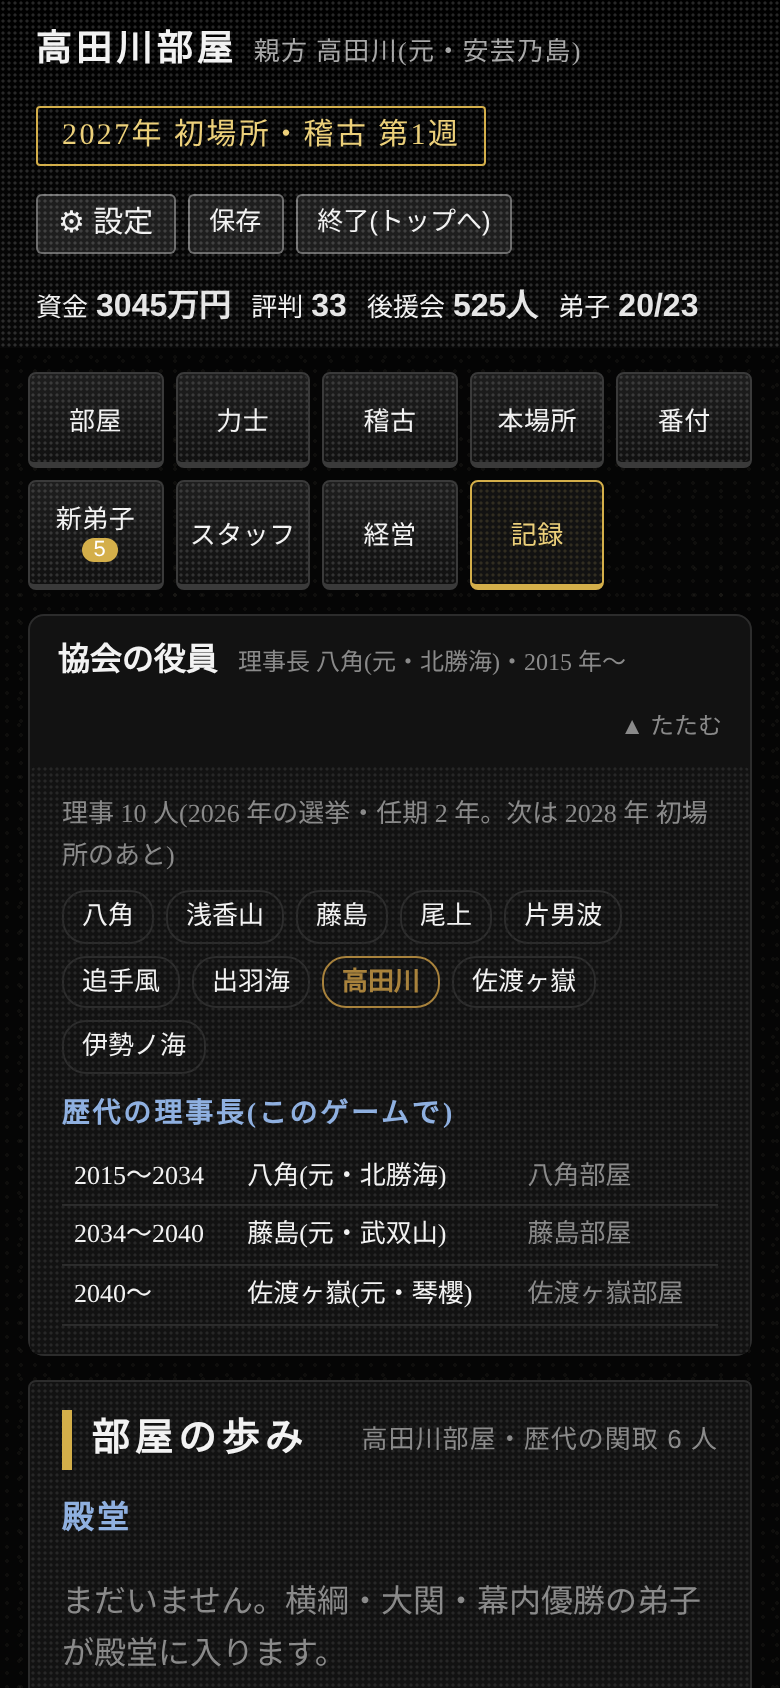 高田川部屋 親方 高田川(元・安芸乃島)
2027年 初場所・稽古 第1週
⚙ 設定 保存 終了(トップへ)
資金 3045万円 評判 33 後援会 525人 弟子 20/23
部屋 力士 稽古 本場所 番付
新弟子 5 スタッフ 経営 記録
協会の役員 理事長 八角(元・北勝海)・2015 年〜
▲ たたむ
理事 10 人(2026 年の選挙・任期 2 年。次は 2028 年 初場
所のあと)
八角 浅香山 藤島 尾上 片男波
追手風 出羽海 高田川 佐渡ヶ嶽
伊勢ノ海
歴代の理事長(このゲームで)
2015〜2034 八角(元・北勝海) 八角部屋
2034〜2040 藤島(元・武双山) 藤島部屋
2040〜 佐渡ヶ嶽(元・琴櫻) 佐渡ヶ嶽部屋
部屋の歩み 高田川部屋・歴代の関取 6 人
殿堂
まだいません。横綱・大関・幕内優勝の弟子
が殿堂に入ります。